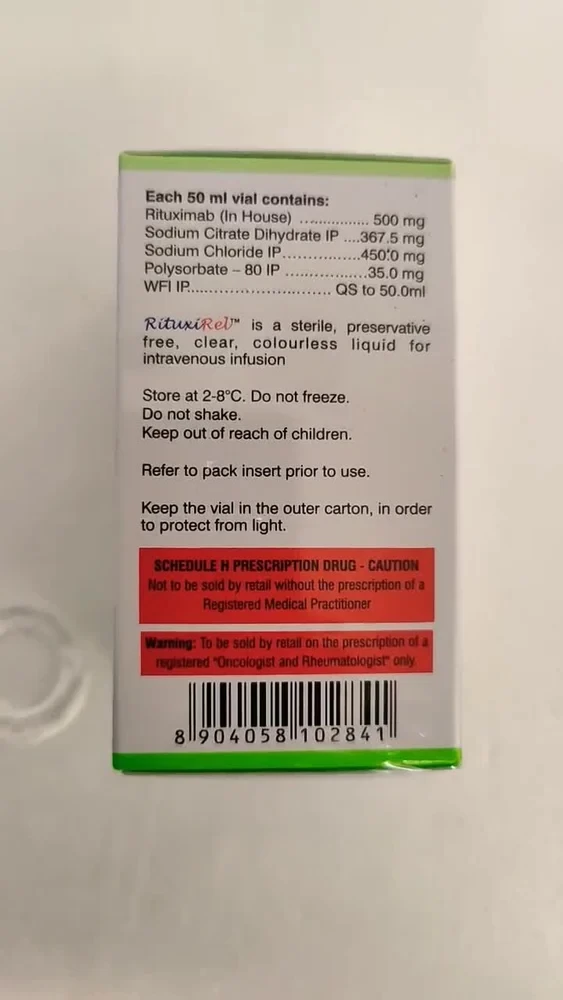 Each 50 ml vial contains:
Rituximab (In House) ................ 500 mg
Sodium Citrate Dihydrate IP ....367.5 mg
Sodium Chloride IP....................450.0 mg
Polysorbate – 80 IP ....................35.0 mg
WFI IP.............................. QS to 50.0ml
RituxiRel™ is a sterile, preservative
free, clear, colourless liquid for
intravenous infusion
Store at 2-8°C. Do not freeze.
Do not shake.
Keep out of reach of children.
Refer to pack insert prior to use.
Keep the vial in the outer carton, in order
to protect from light.
SCHEDULE H PRESCRIPTION DRUG - CAUTION
Not to be sold by retail without the prescription of a
Registered Medical Practitioner
Warning: To be sold by retail on the prescription of a
registered "Oncologist and Rheumatologist" only
8 904058 102841